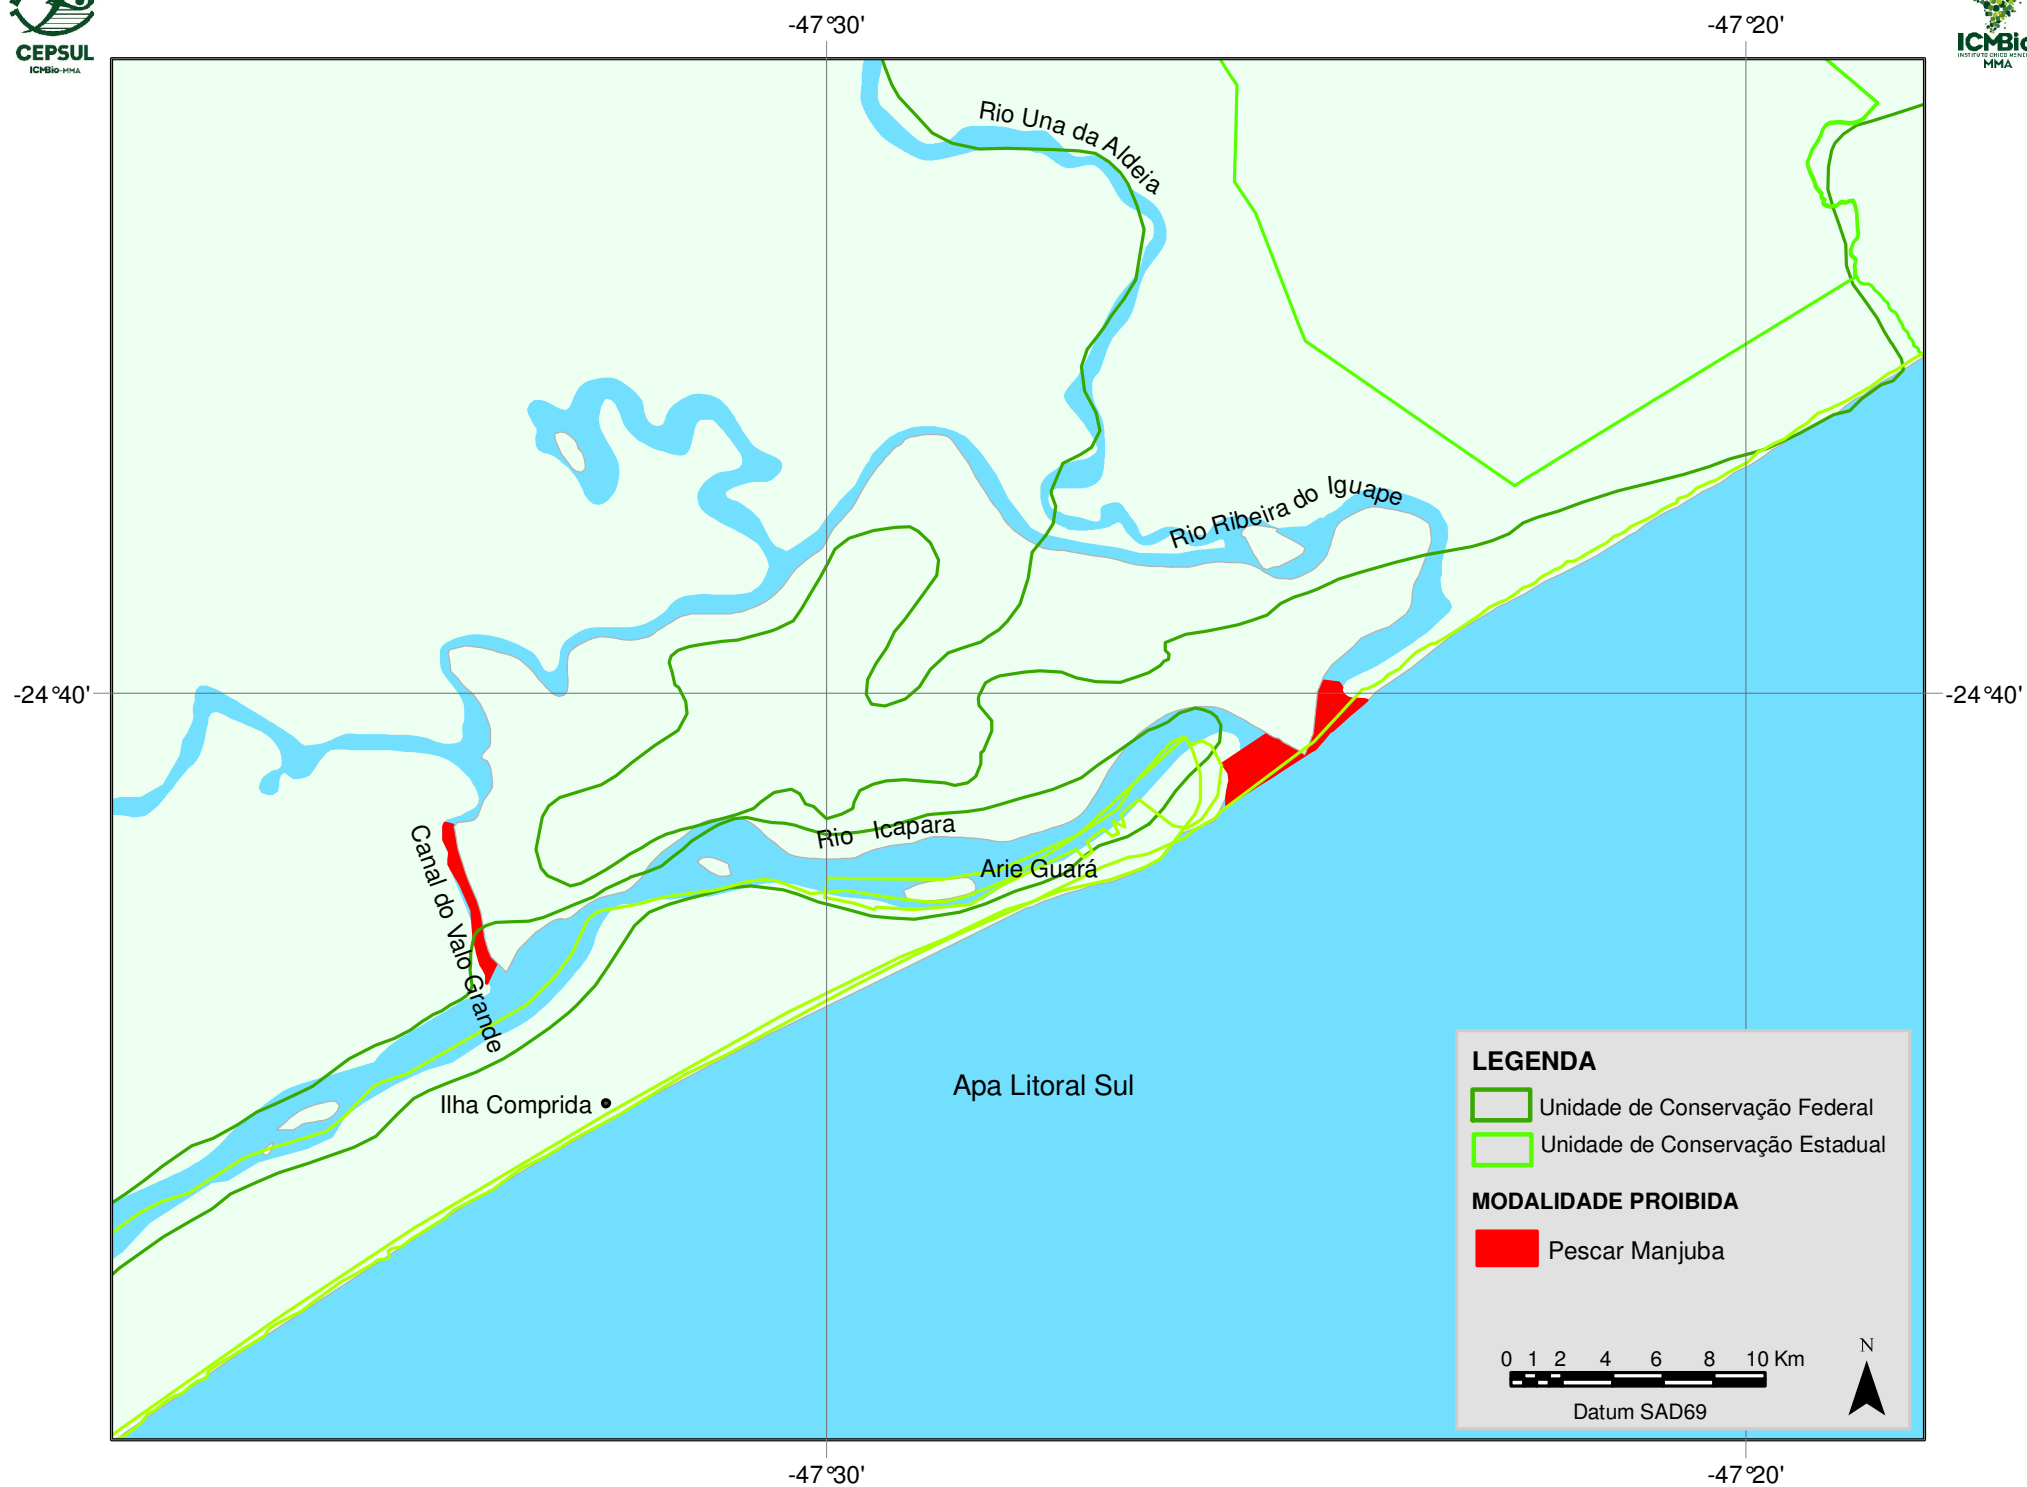 CEPSUL
ICMBio-MMA
-47°30'
-47°20'
ICMBio
MMA
Rio Una da Aldeia
Rio Ribeira do Iguape
-24°40'
-24°40'
Canal do Valo Grande
Rio Icapara
Arie Guará
Ilha Comprida
Apa Litoral Sul
LEGENDA
Unidade de Conservação Federal
Unidade de Conservação Estadual
MODALIDADE PROIBIDA
Pescar Manjuba
0 1 2 4 6 8 10 Km
N
Datum SAD69
-47°30'
-47°20'